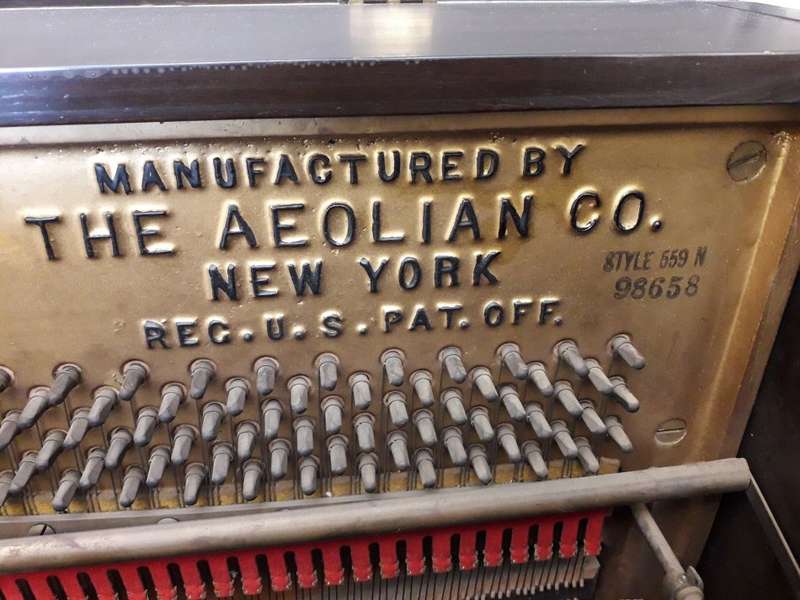 MANUFACTURED BY
THE AEOLIAN CO.
NEW YORK
STYLE 559 N
98658
REG. U. S. PAT. OFF.